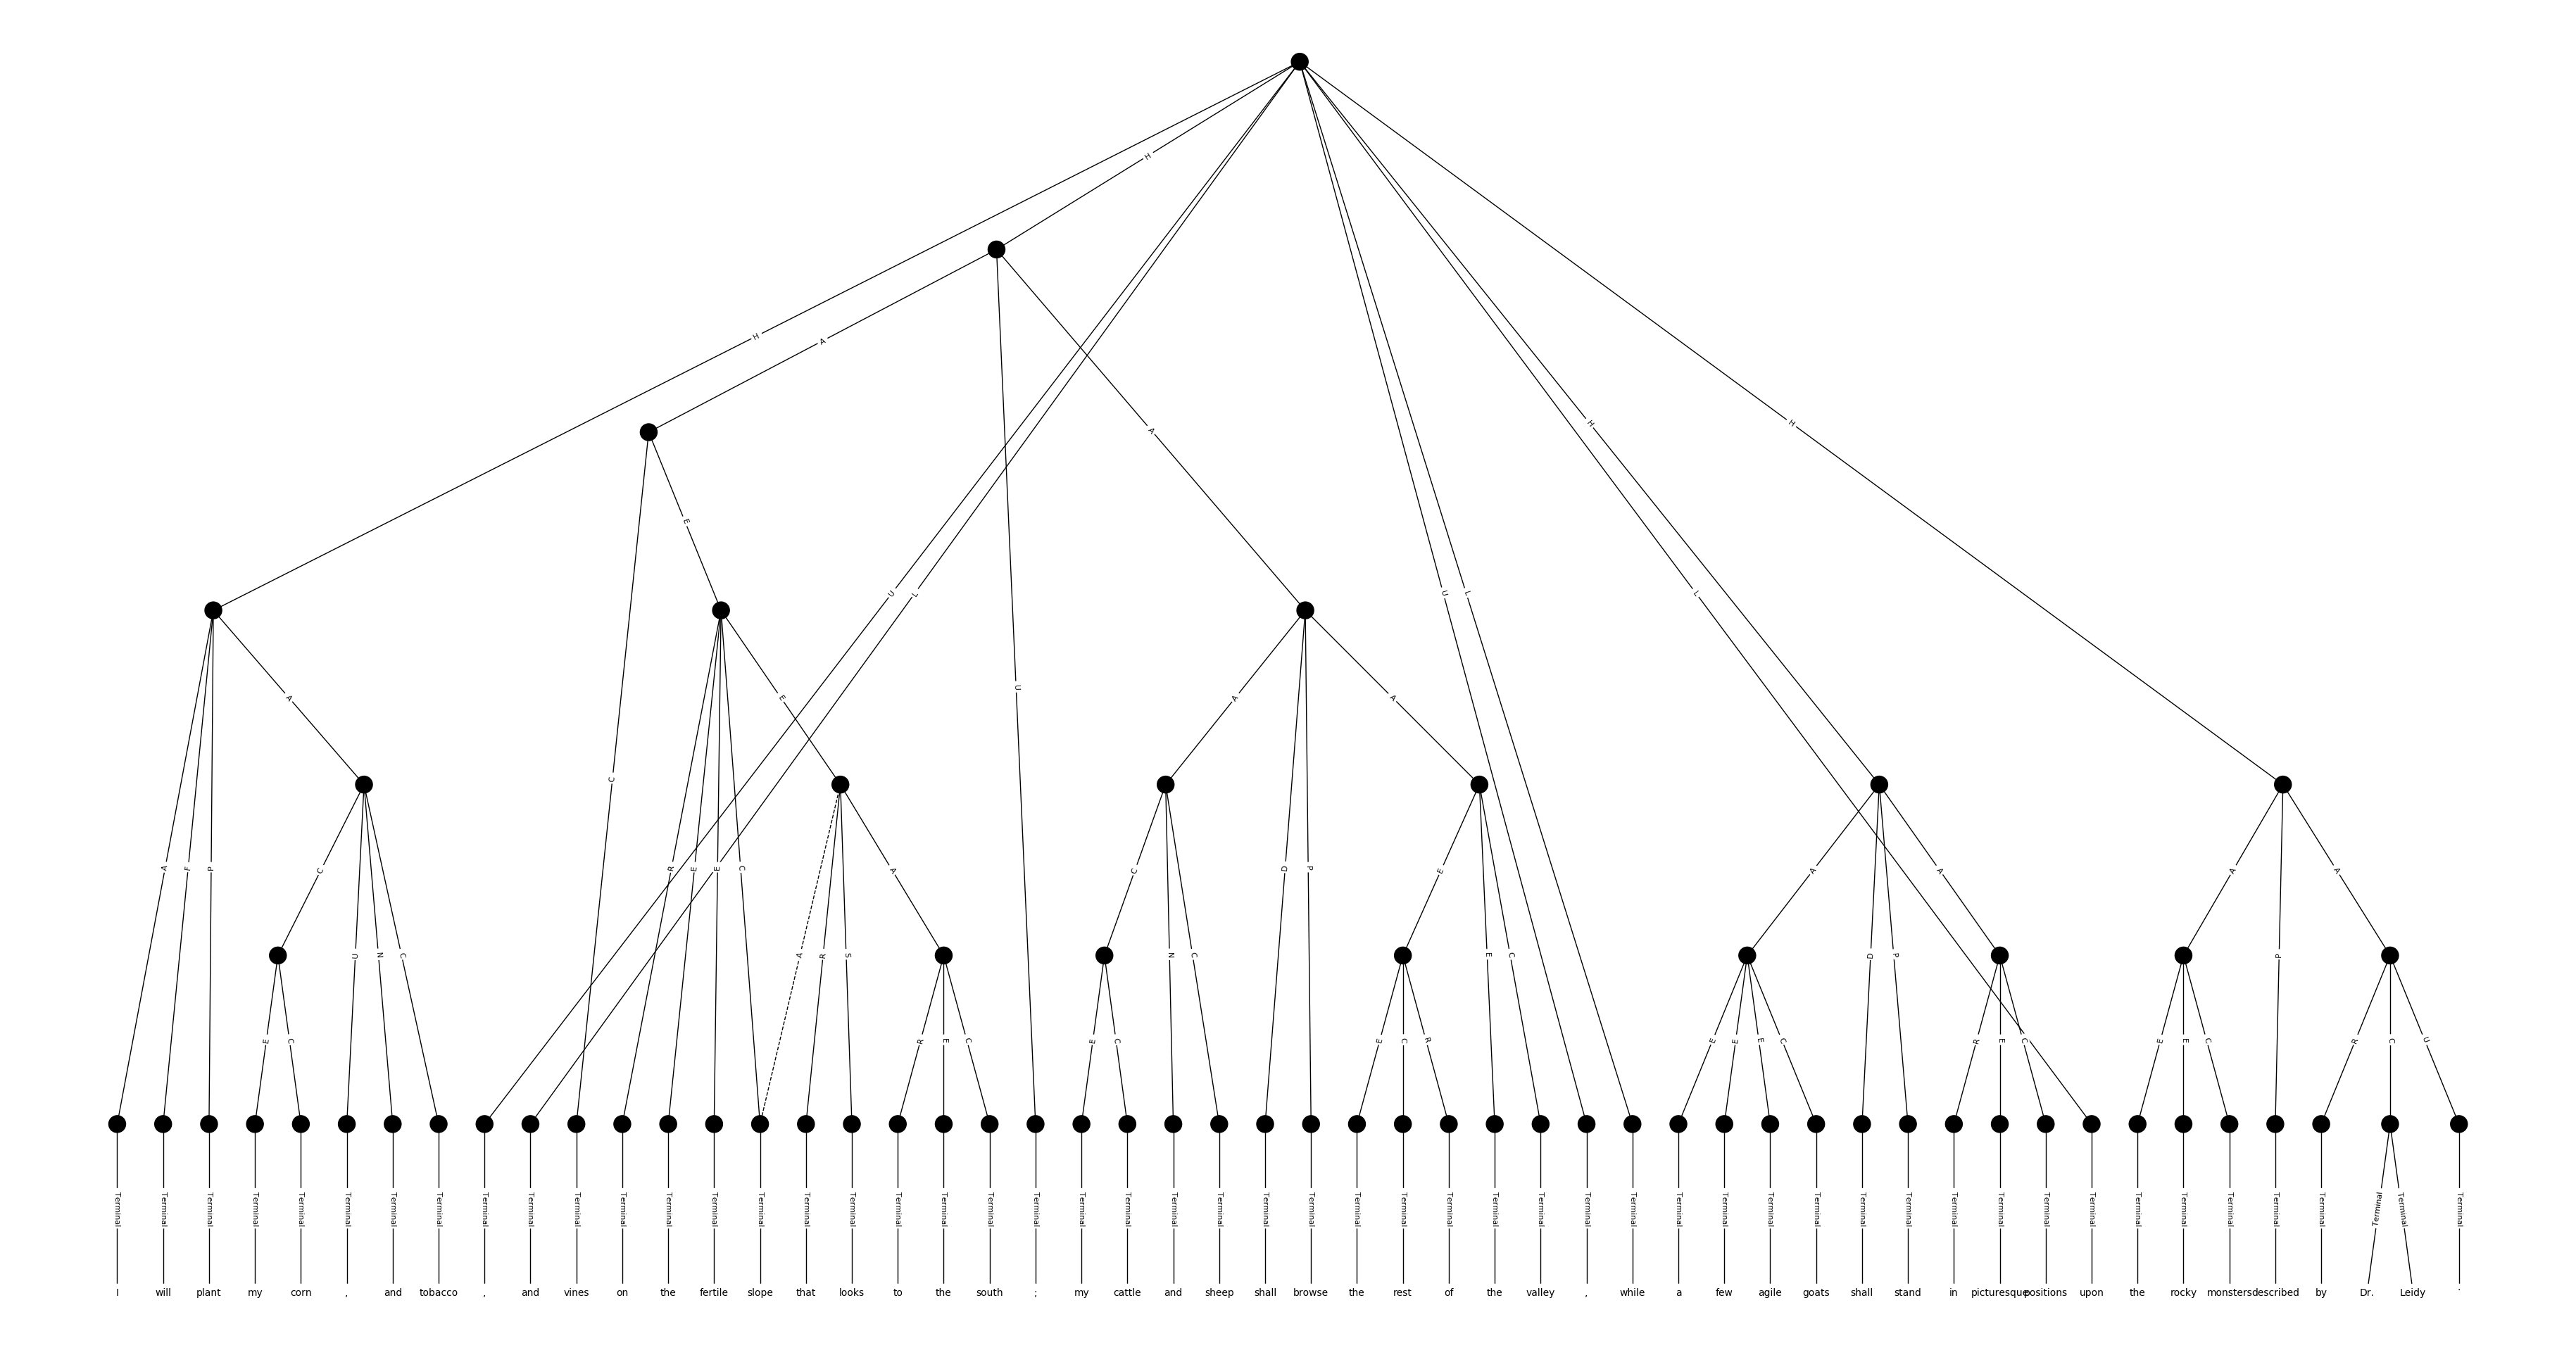 H
H
H
A
A
H
H
E
U
L
U
L
L
A
E
U
A
A
C
A F P C R E E C A D P E E C A A A P A
E C U N C A R S R E C E C N C E C R E C E E E C D P R E C E E C R C U
Terminal Terminal Terminal Terminal Terminal Terminal Terminal Terminal Terminal Terminal Terminal Terminal Terminal Terminal Terminal Terminal Terminal Terminal Terminal Terminal Terminal Terminal Terminal Terminal Terminal Terminal Terminal Terminal Terminal Terminal Terminal Terminal Terminal Terminal Terminal Terminal Terminal Terminal Terminal Terminal Terminal Terminal Terminal Terminal Terminal Terminal Terminal Terminal Terminal Terminal Terminal Terminal
I will plant my corn , and tobacco , and vines on the fertile slope that looks to the south ; my cattle and sheep shall browse the rest of the valley , while a few agile goats shall stand in picturesque positions upon the rocky monsters described by Dr. Leidy .